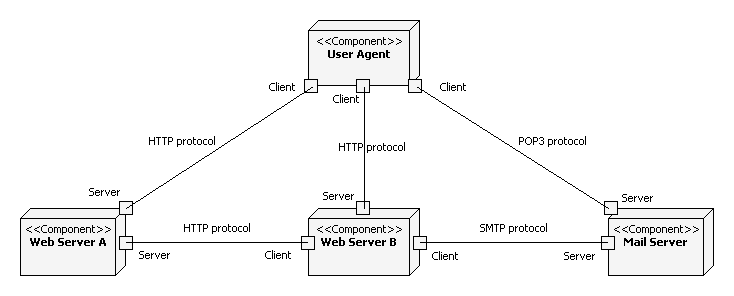 <<Component>>
User Agent
Client
Client
Client
HTTP protocol
HTTP protocol
POP3 protocol
Server
Server
Server
<<Component>>
Web Server A
HTTP protocol
Server
Client
<<Component>>
Web Server B
SMTP protocol
Client
Server
<<Component>>
Mail Server